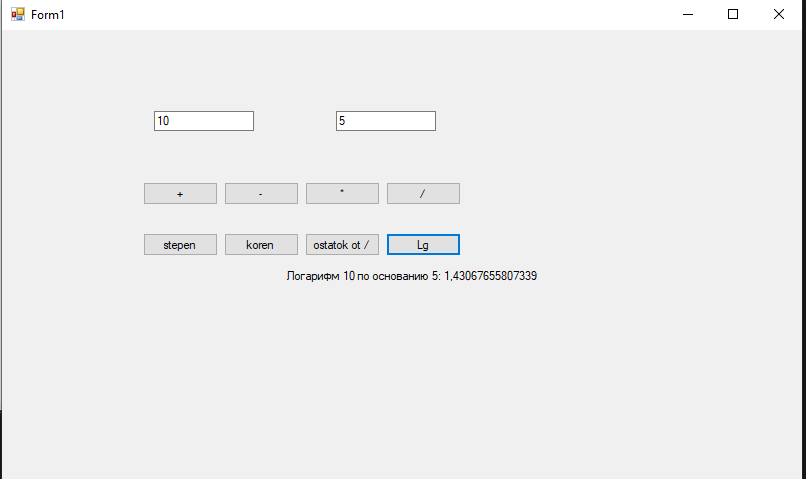 Form1
10 5
+ - * /
stepen koren ostatok ot / Lg
Логарифм 10 по основанию 5: 1,43067655807339